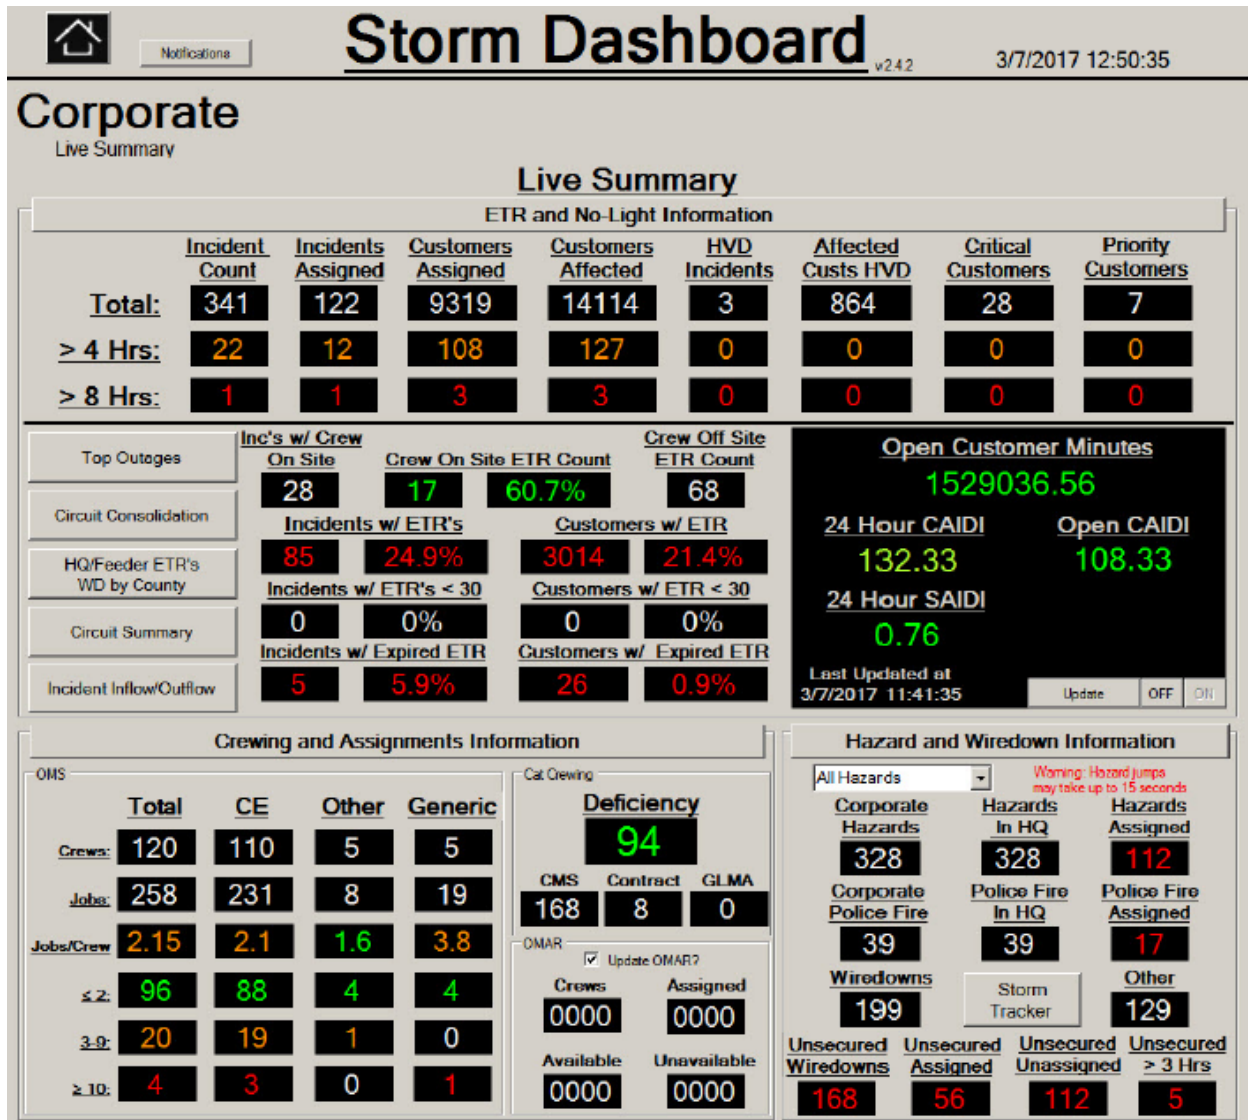 Storm Dashboard v2.4.2
Notifications
3/7/2017 12:50:35
Corporate
Live Summary
Live Summary
ETR and No-Light Information
Incident Count Incidents Assigned Customers Assigned Customers Affected HVD Incidents Affected Custs HVD Critical Customers Priority Customers
Total: 341 122 9319 14114 3 864 28 7
> 4 Hrs: 22 12 108 127 0 0 0 0
> 8 Hrs: 1 1 3 3 0 0 0 0
Top Outages
Circuit Consolidation
HQ/Feeder ETR's
WD by County
Circuit Summary
Incident Inflow/Outflow
Inc's w/ Crew On Site Crew On Site ETR Count Crew Off Site ETR Count
28 17 60.7% 68
Incidents w/ ETR's Customers w/ ETR
85 24.9% 3014 21.4%
Incidents w/ ETR's < 30 Customers w/ ETR < 30
0 0% 0 0%
Incidents w/ Expired ETR Customers w/ Expired ETR
5 5.9% 26 0.9%
Open Customer Minutes
1529036.56
24 Hour CAIDI Open CAIDI
132.33 108.33
24 Hour SAIDI
0.76
Last Updated at
3/7/2017 11:41:35
Update OFF ON
Crewing and Assignments Information
OMS
Total CE Other Generic
Crews: 120 110 5 5
Jobs: 258 231 8 19
Jobs/Crew 2.15 2.1 1.6 3.8
≤ 2: 96 88 4 4
3-9: 20 19 1 0
≥ 10: 4 3 0 1
Cat Crewing
Deficiency
94
CMS Contract GLMA
168 8 0
OMAR
Update OMAR?
Crews Assigned
0000 0000
Available Unavailable
0000 0000
Hazard and Wiredown Information
All Hazards
Warning: Hazard jumps
may take up to 15 seconds
Corporate Hazards Hazards In HQ Hazards Assigned
328 328 112
Corporate Police Fire Police Fire In HQ Police Fire Assigned
39 39 17
Wiredowns Storm Tracker Other
199 129
Unsecured Wiredowns Unsecured Assigned Unsecured Unassigned Unsecured > 3 Hrs
168 56 112 5